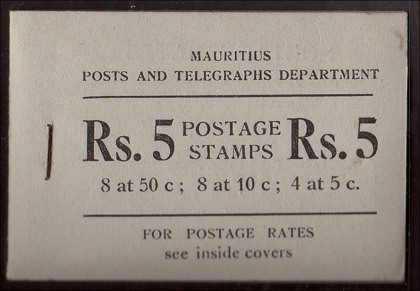 MAURITIUS
POSTS AND TELEGRAPHS DEPARTMENT
Rs. 5 POSTAGE STAMPS Rs. 5
8 at 50 c ; 8 at 10 c ; 4 at 5 c.
FOR POSTAGE RATES
see inside covers